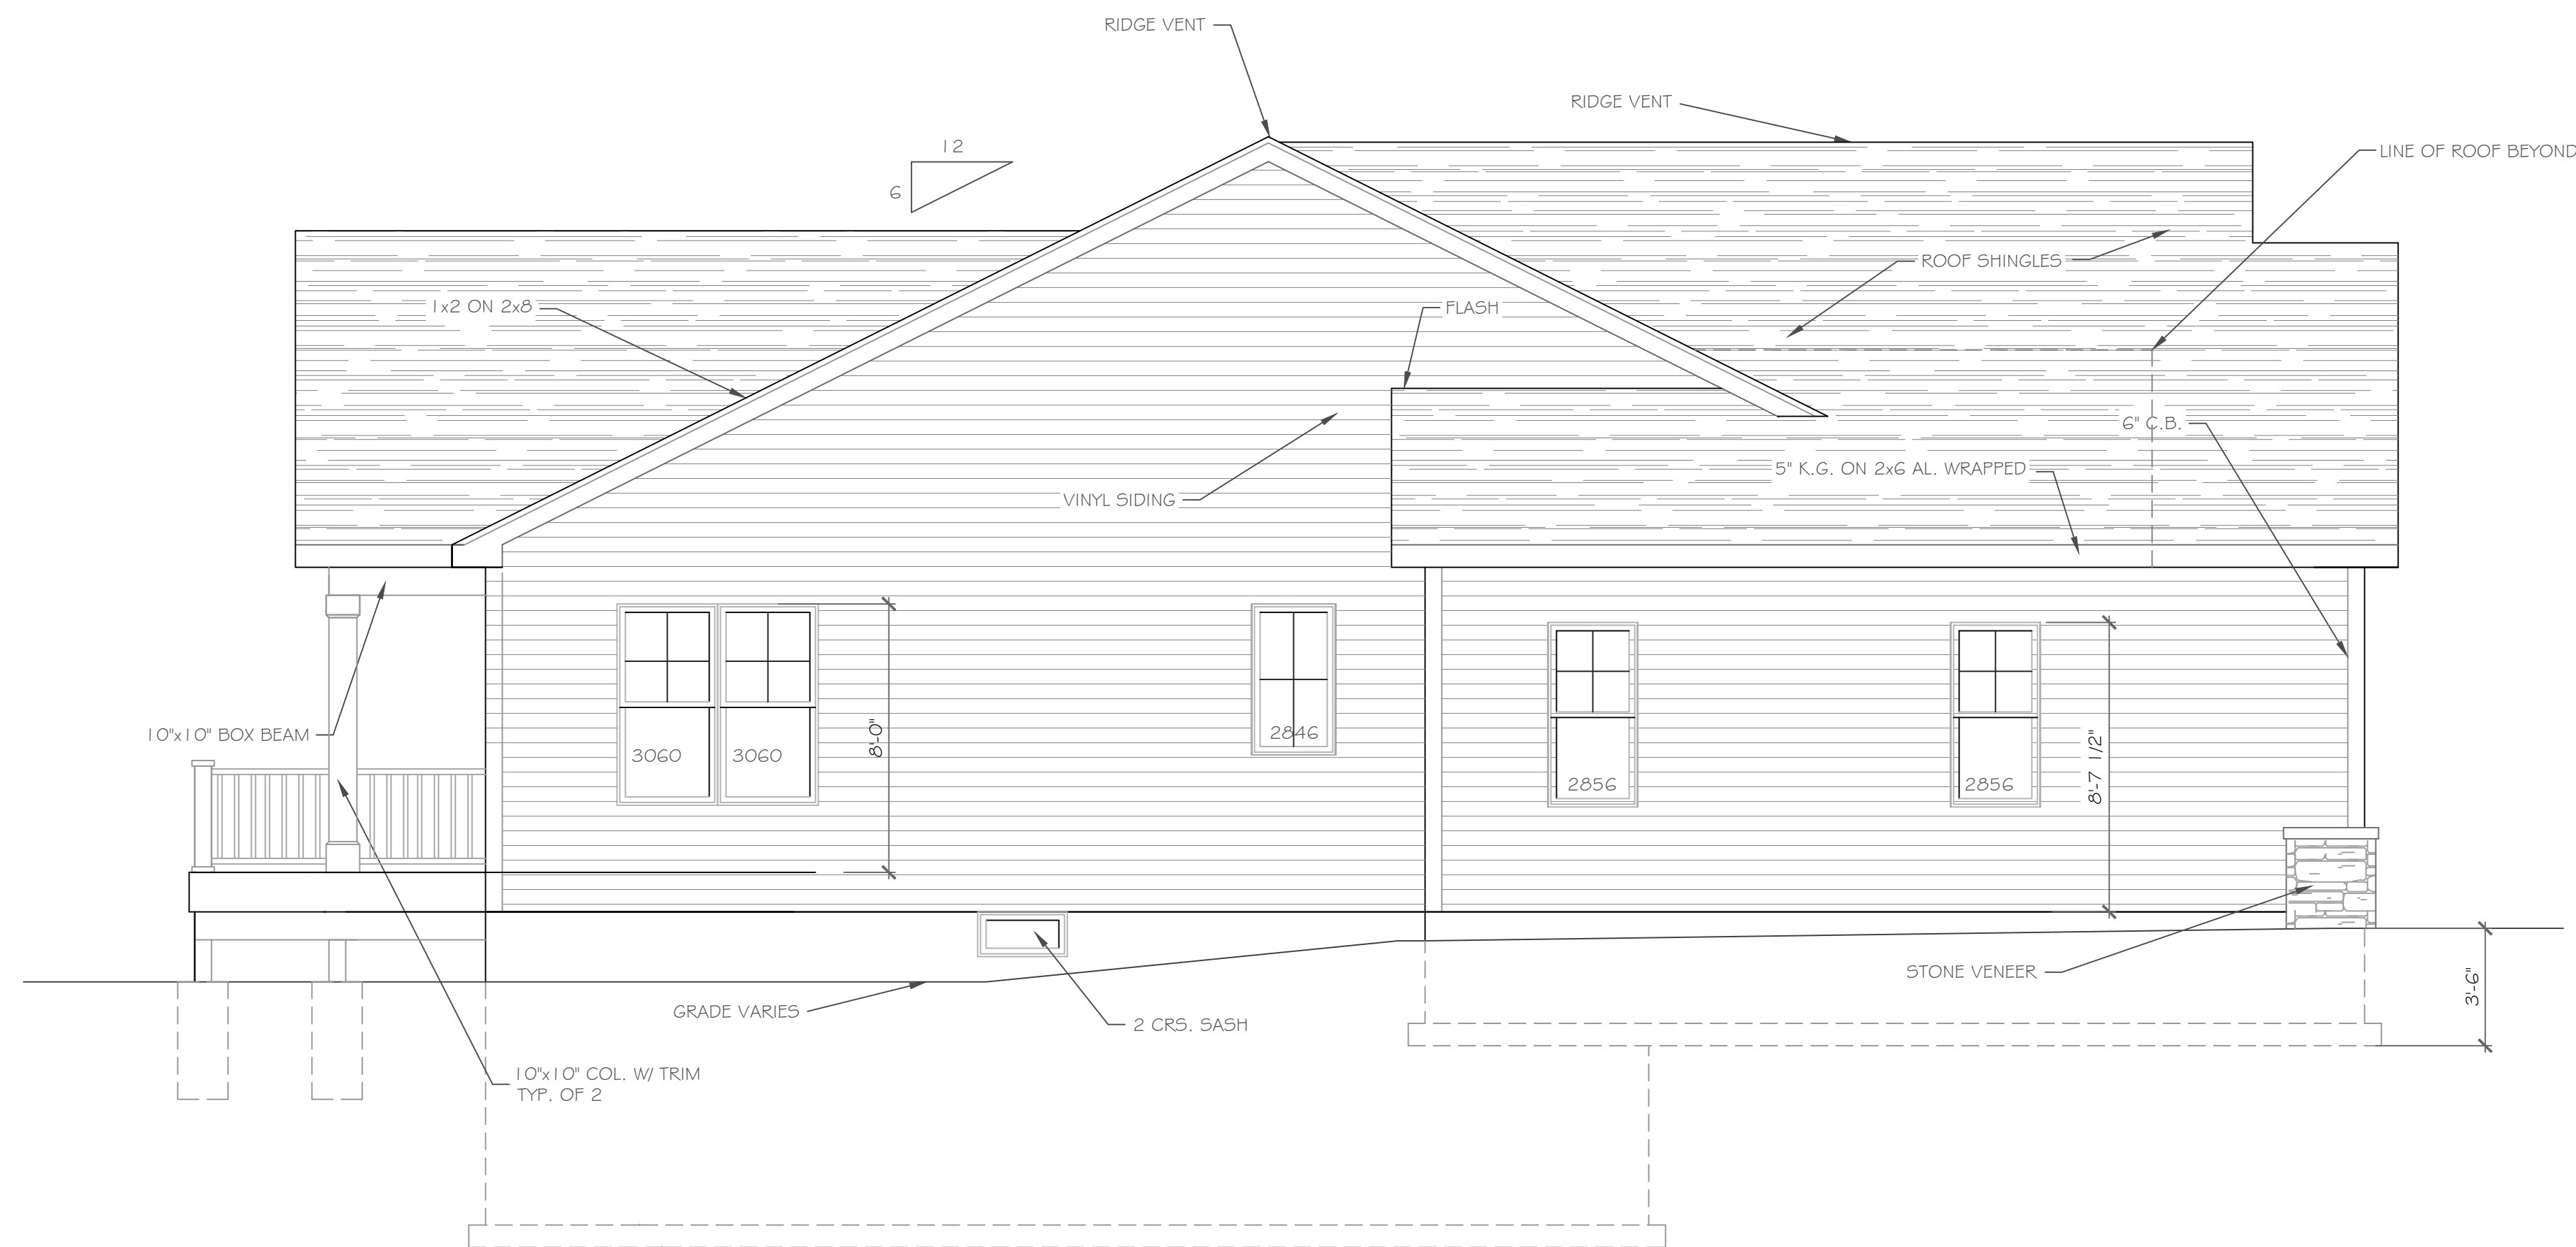 RIDGE VENT
RIDGE VENT
12
6
LINE OF ROOF BEYOND
ROOF SHINGLES
1x2 ON 2x8
FLASH
6" C.B.
5" K.G. ON 2x6 AL. WRAPPED
VINYL SIDING
10"x10" BOX BEAM
3060
3060
8'-0"
2846
2856
2856
8'-7 1/2"
STONE VENEER
3'-6"
GRADE VARIES
2 CRS. SASH
10"x10" COL. W/ TRIM
TYP. OF 2